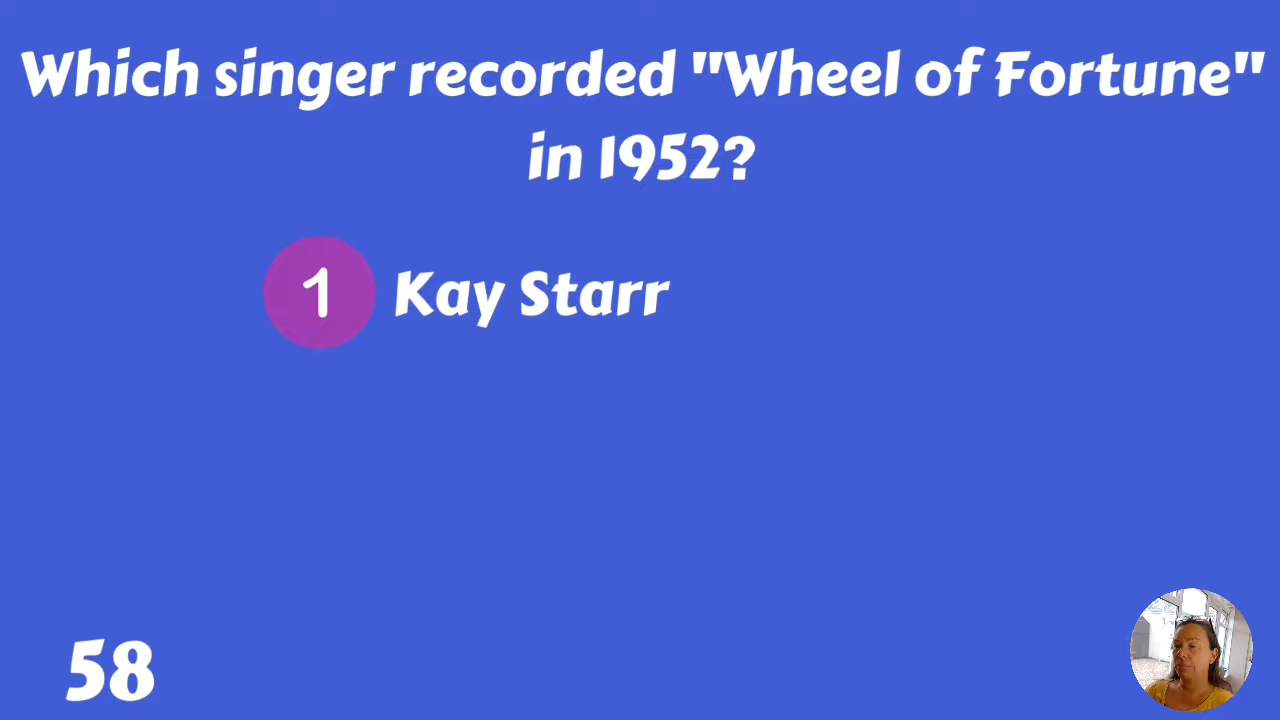 Which singer recorded "Wheel of Fortune"
in 1952?
1 Kay Starr
58